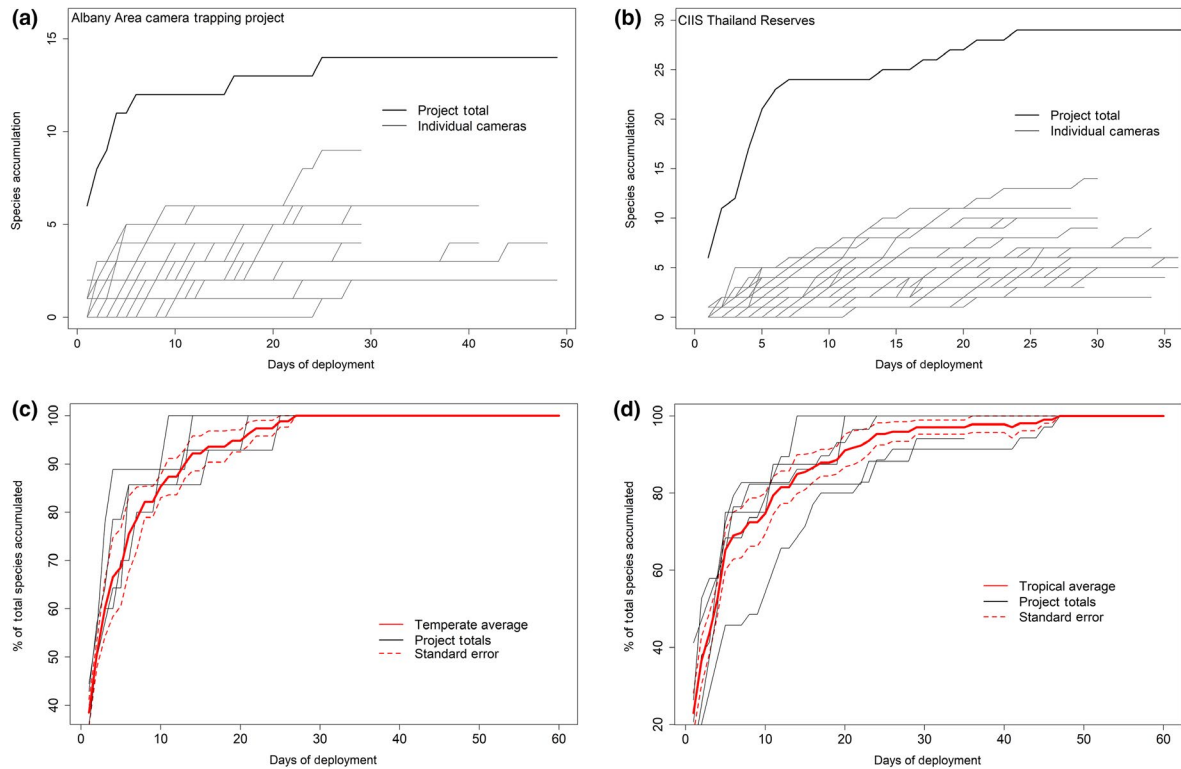 (a)
Albany Area camera trapping project
Species accumulation
15
10
5
0
Project total
Individual cameras
0 10 20 30 40 50
Days of deployment
(b)
CIIS Thailand Reserves
Species accumulation
30
25
20
15
10
5
0
Project total
Individual cameras
0 5 10 15 20 25 30 35
Days of deployment
(c)
% of total species accumulated
100
90
80
70
60
50
40
Temperate average
Project totals
Standard error
0 10 20 30 40 50 60
Days of deployment
(d)
% of total species accumulated
100
80
60
40
20
Tropical average
Project totals
Standard error
0 10 20 30 40 50 60
Days of deployment